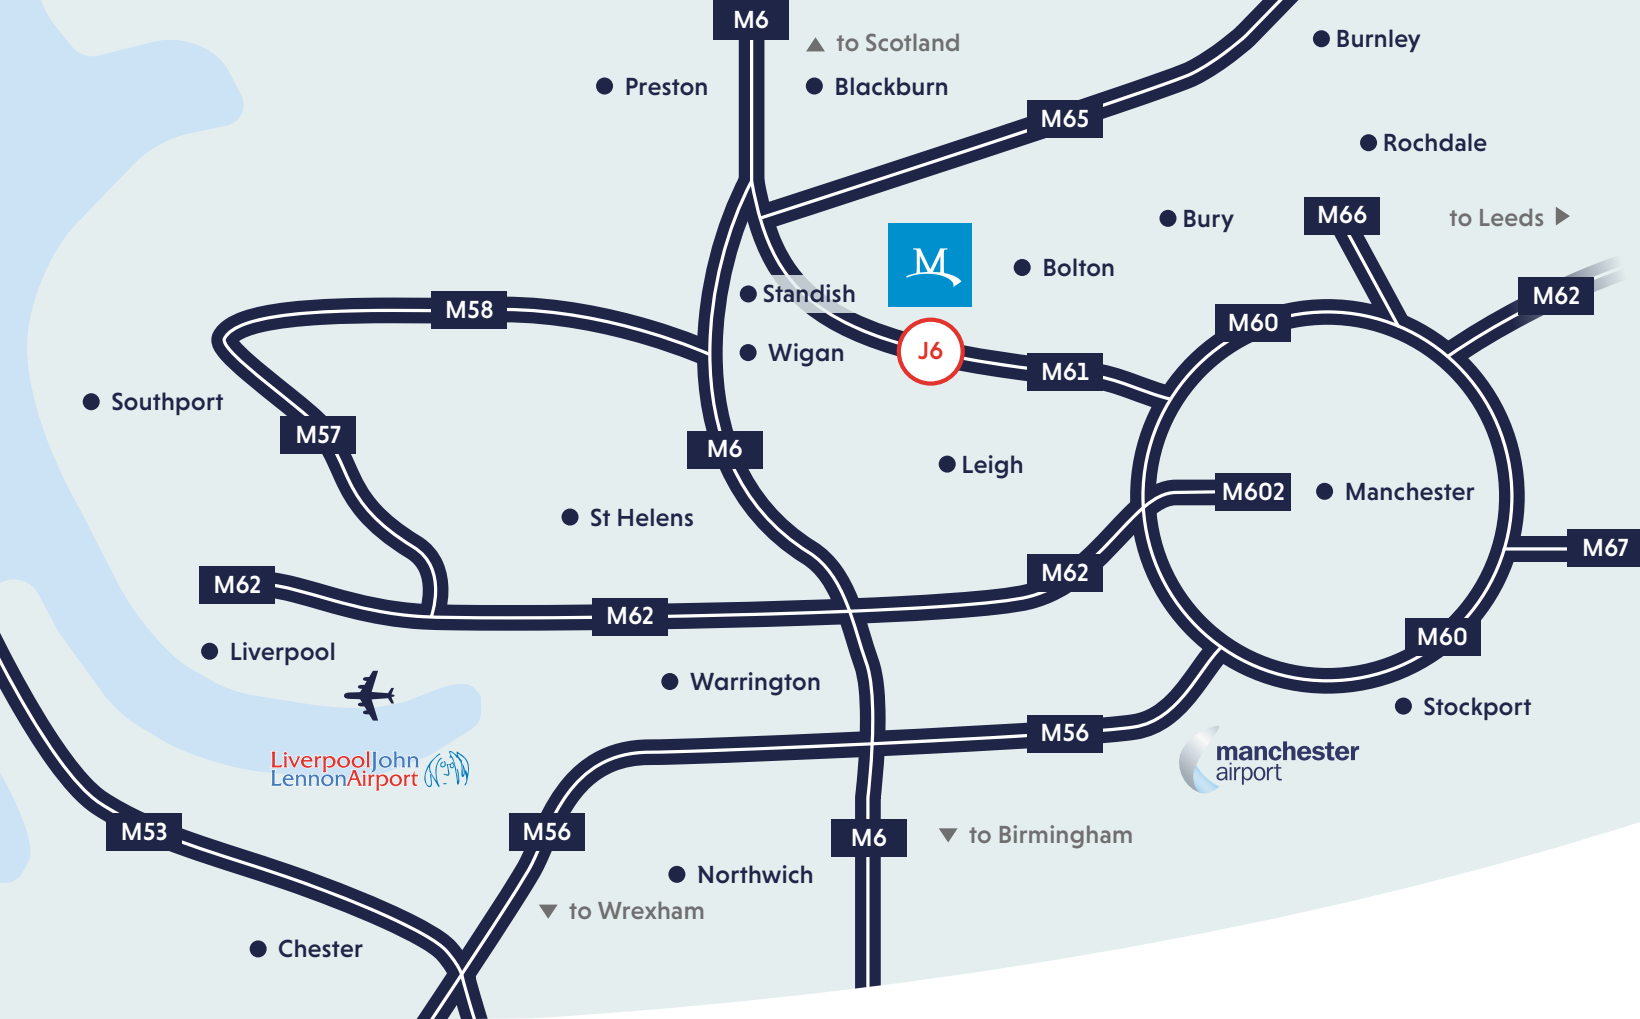 M6
to Scotland
Burnley
Preston
Blackburn
M65
Rochdale
Bury
M66
to Leeds
M
Bolton
Standish
M62
M58
M60
J6
Wigan
M61
Southport
M57
M6
Leigh
M602
Manchester
St Helens
M67
M62
M62
M62
M60
Liverpool
Warrington
Stockport
M56
LiverpoolJohn
LennonAirport
manchester
airport
M53
M56
M6
to Birmingham
Northwich
to Wrexham
Chester